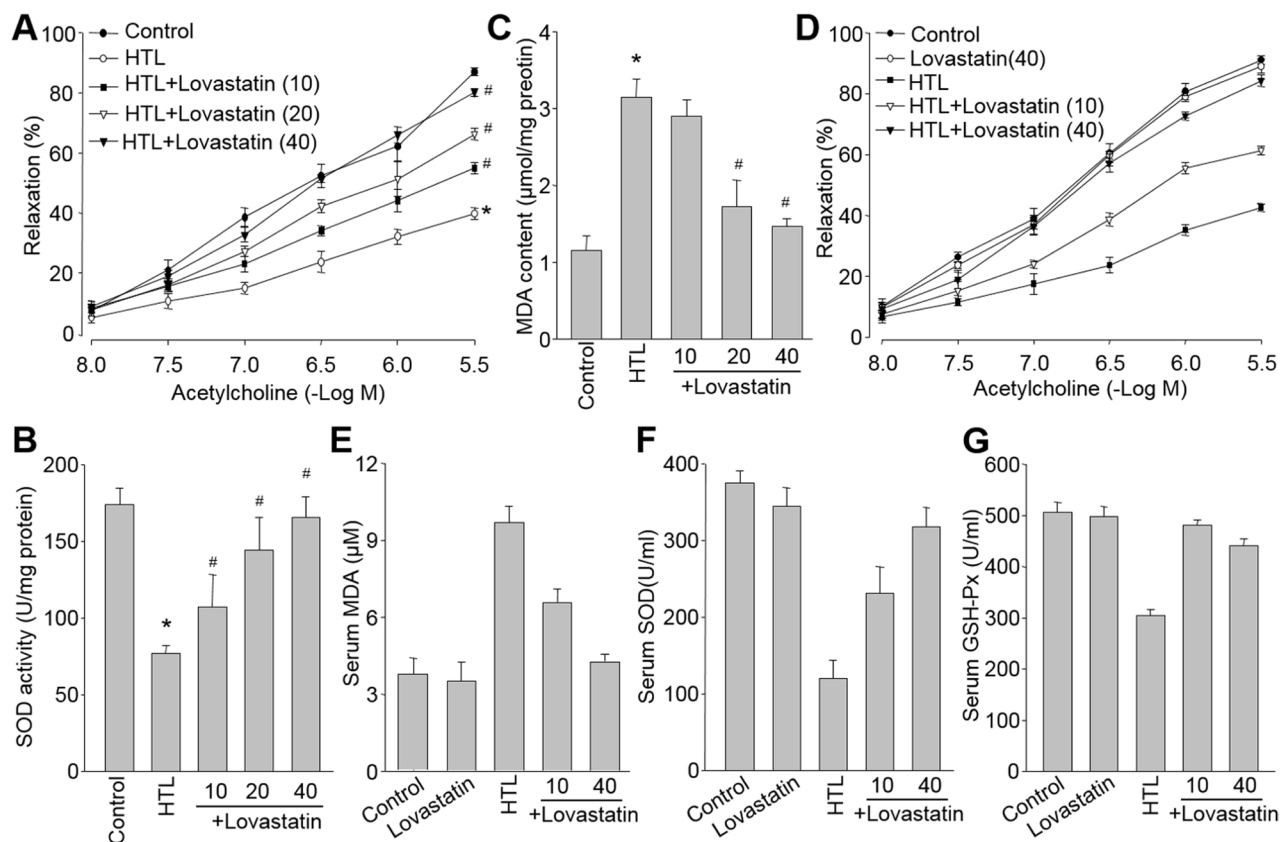 A
Control
HTL
HTL+Lovastatin (10)
HTL+Lovastatin (20)
HTL+Lovastatin (40)
#
#
#
*
Relaxation (%)
100
80
60
40
20
0
8.0 7.5 7.0 6.5 6.0 5.5
Acetylcholine (-Log M)
C
MDA content (μmol/mg preotin)
4
3
2
1
0
*
#
#
Control
HTL
10 20 40
+Lovastatin
D
Control
Lovastatin(40)
HTL
HTL+Lovastatin (10)
HTL+Lovastatin (40)
Relaxation (%)
100
80
60
40
20
0
8.0 7.5 7.0 6.5 6.0 5.5
Acetylcholine (-Log M)
B
SOD activity (U/mg protein)
200
150
100
50
0
*
#
#
#
Control
HTL
10 20 40
+Lovastatin
E
Serum MDA (μM)
12
9
6
3
0
Control
Lovastatin
HTL
10 40
+Lovastatin
F
Serum SOD(U/ml)
400
300
200
100
0
Control
Lovastatin
HTL
10 40
+Lovastatin
G
Serum GSH-Px (U/ml)
600
500
400
300
200
100
0
Control
Lovastatin
HTL
10 40
+Lovastatin